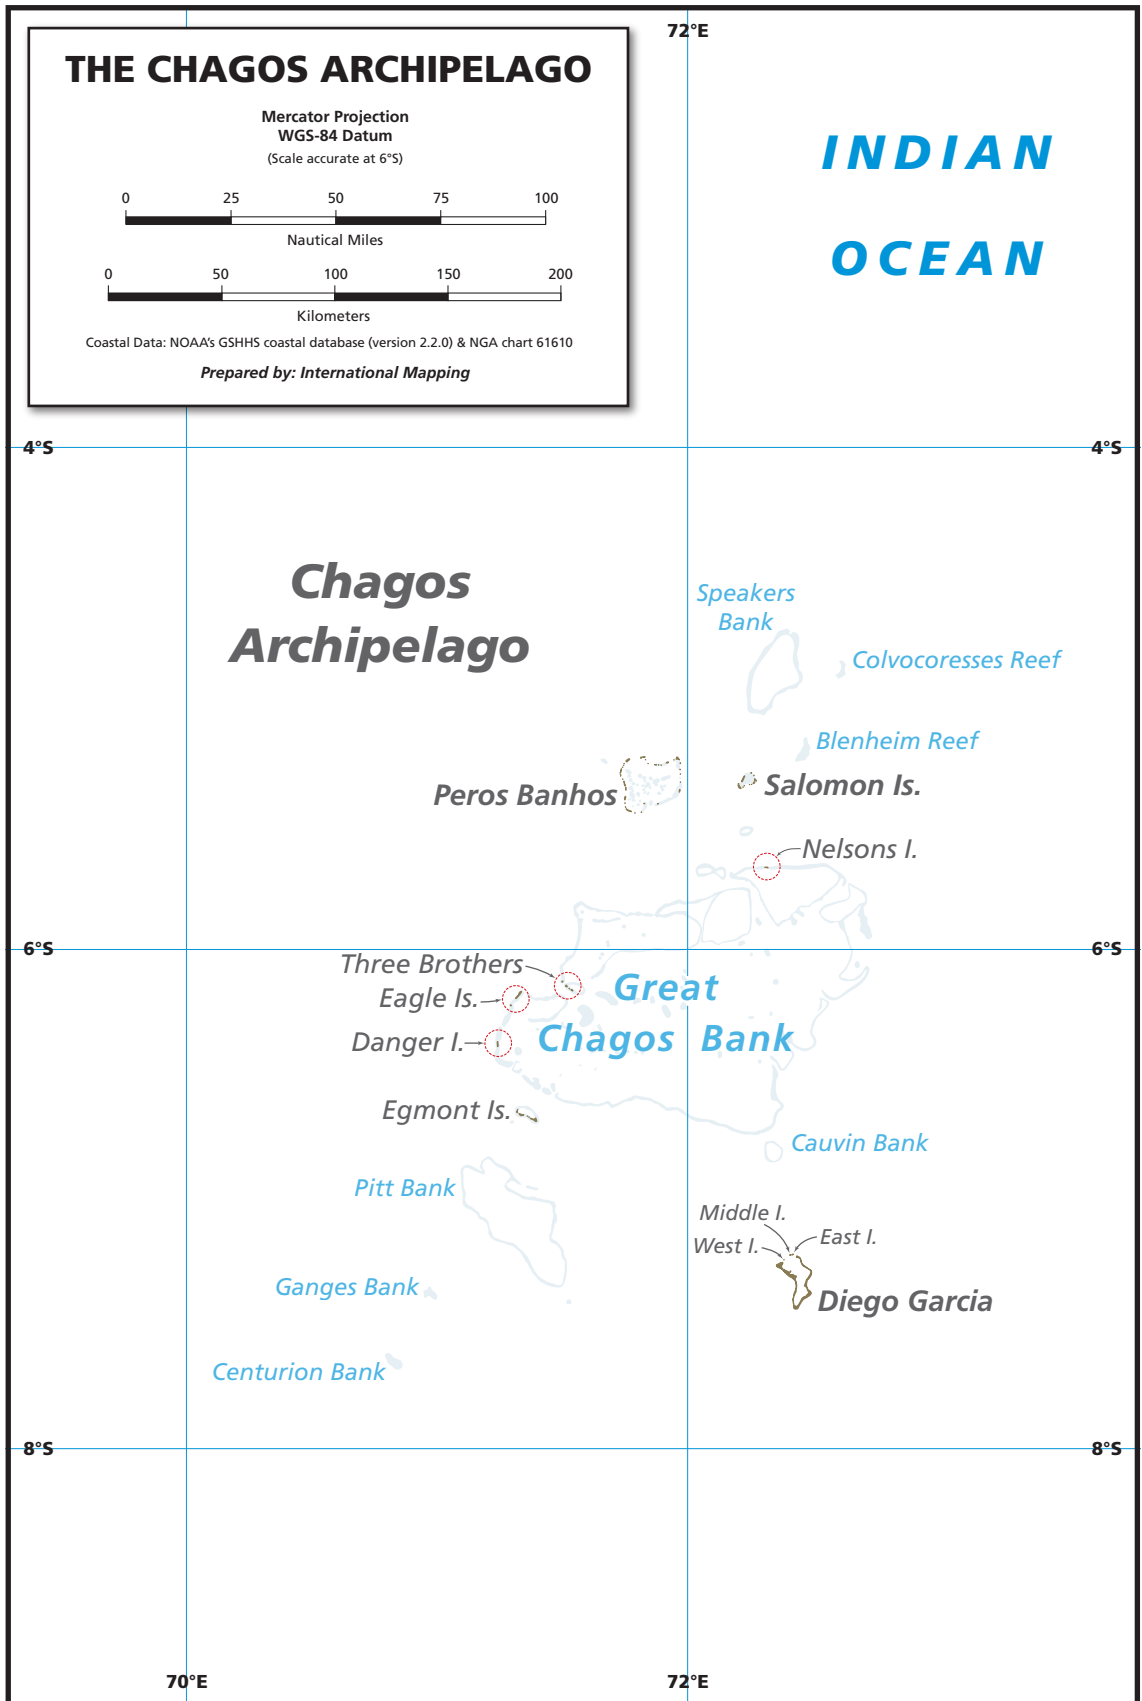 72°E
THE CHAGOS ARCHIPELAGO
Mercator Projection
WGS-84 Datum
(Scale accurate at 6°S)
0 25 50 75 100
Nautical Miles
0 50 100 150 200
Kilometers
Coastal Data: NOAA's GSHHS coastal database (version 2.2.0) & NGA chart 61610
Prepared by: International Mapping
INDIAN
OCEAN
4°S 4°S
Chagos
Archipelago
Speakers
Bank
Colvocoresses Reef
Blenheim Reef
Peros Banhos
Salomon Is.
Nelsons I.
6°S 6°S
Three Brothers
Eagle Is.
Danger I.
Great
Chagos Bank
Egmont Is.
Cauvin Bank
Pitt Bank
Middle I.
East I.
West I.
Ganges Bank
Diego Garcia
Centurion Bank
8°S 8°S
70°E 72°E